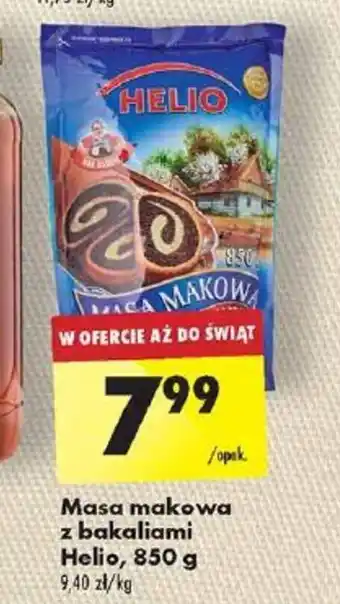 HELIO
850
MASA MAKOWA
W OFERCIE AŻ DO ŚWIĄT
7 99
/opak.
Masa makowa
z bakaliami
Helio, 850 g
9,40 zł/kg